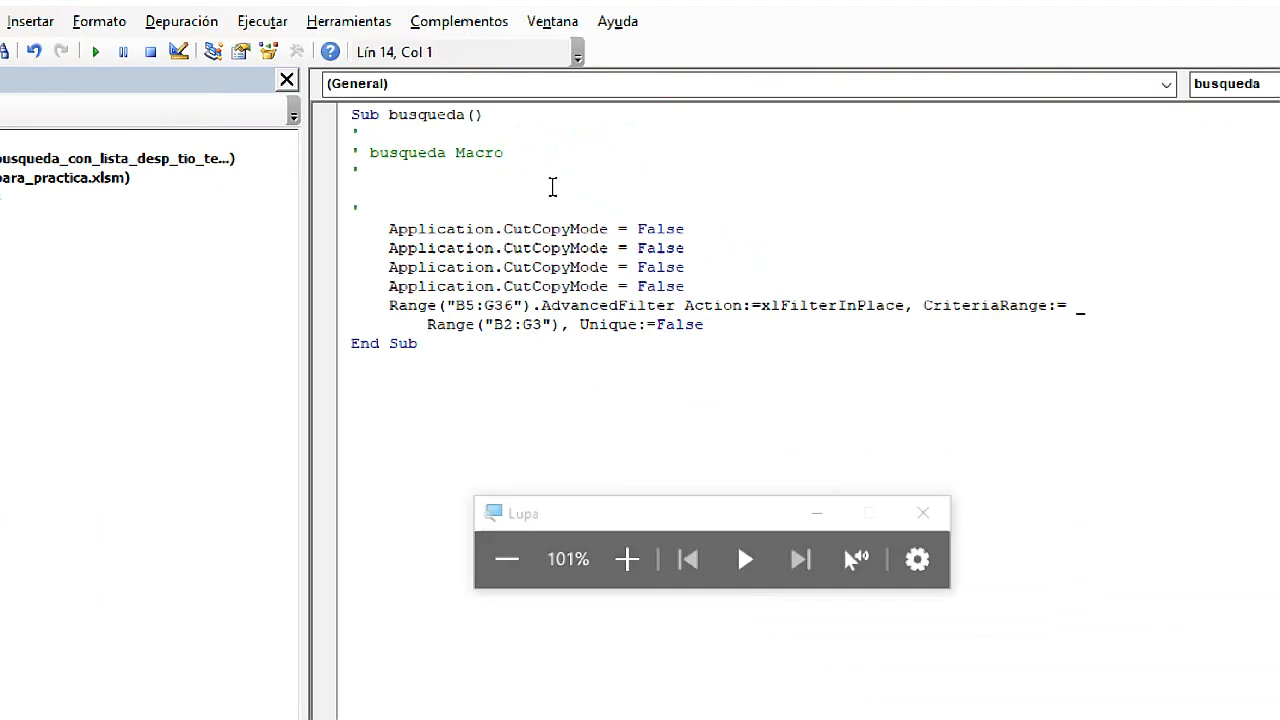 Insertar Formato Depuración Ejecutar Herramientas Complementos Ventana Ayuda
Lín 14, Col 1
(General) busqueda
usqueda_con_lista_desp_tio_te...)
para_practica.xlsm)
Sub busqueda()
'
' busqueda Macro
'
'
Application.CutCopyMode = False
Application.CutCopyMode = False
Application.CutCopyMode = False
Application.CutCopyMode = False
Range("B5:G36").AdvancedFilter Action:=xlFilterInPlace, CriteriaRange:= _
Range("B2:G3"), Unique:=False
End Sub
Lupa
101%